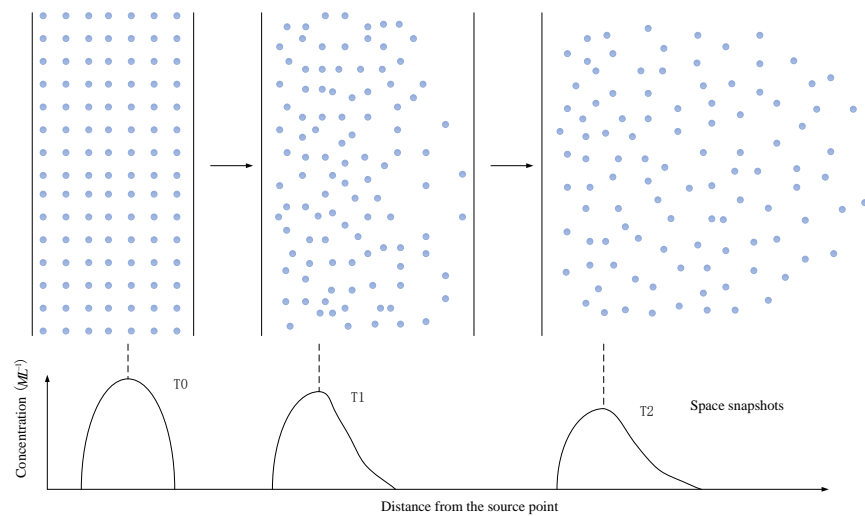 T0
T1
T2
Space snapshots
Concentration (ML⁻¹)
Distance from the source point